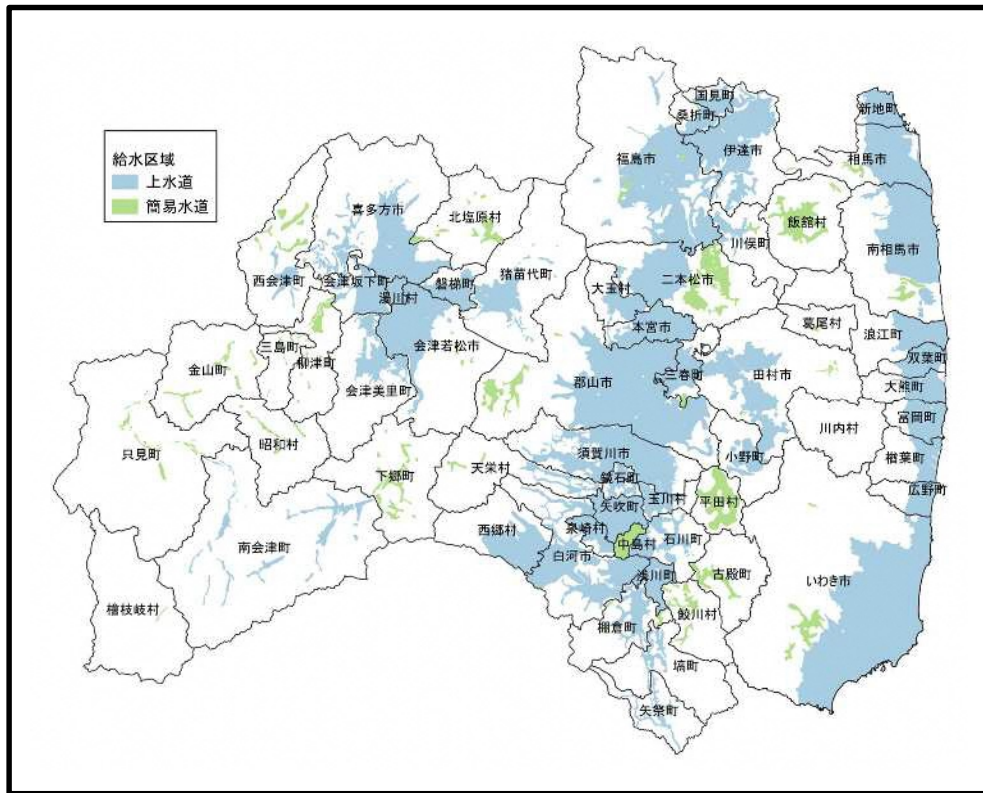 給水区域
上水道
簡易水道
国見町
桑折町
新地町
福島市
伊達市
相馬市
喜多方市
北塩原村
飯舘村
川俣町
南相馬市
西会津町
会津坂下町
磐梯町
猪苗代町
湯川村
大玉村
二本松市
本宮市
葛尾村
浪江町
双葉町
三島町
柳津町
会津若松市
金山町
会津美里町
郡山市
三春町
田村市
大熊町
富岡町
川内村
只見町
昭和村
下郷町
天栄村
須賀川市
鏡石町
小野町
楢葉町
玉川村
平田村
広野町
矢吹町
西郷村
泉崎村
中島村
石川町
南会津町
白河市
浅川町
古殿町
いわき市
檜枝岐村
棚倉町
鮫川村
塙町
矢祭町